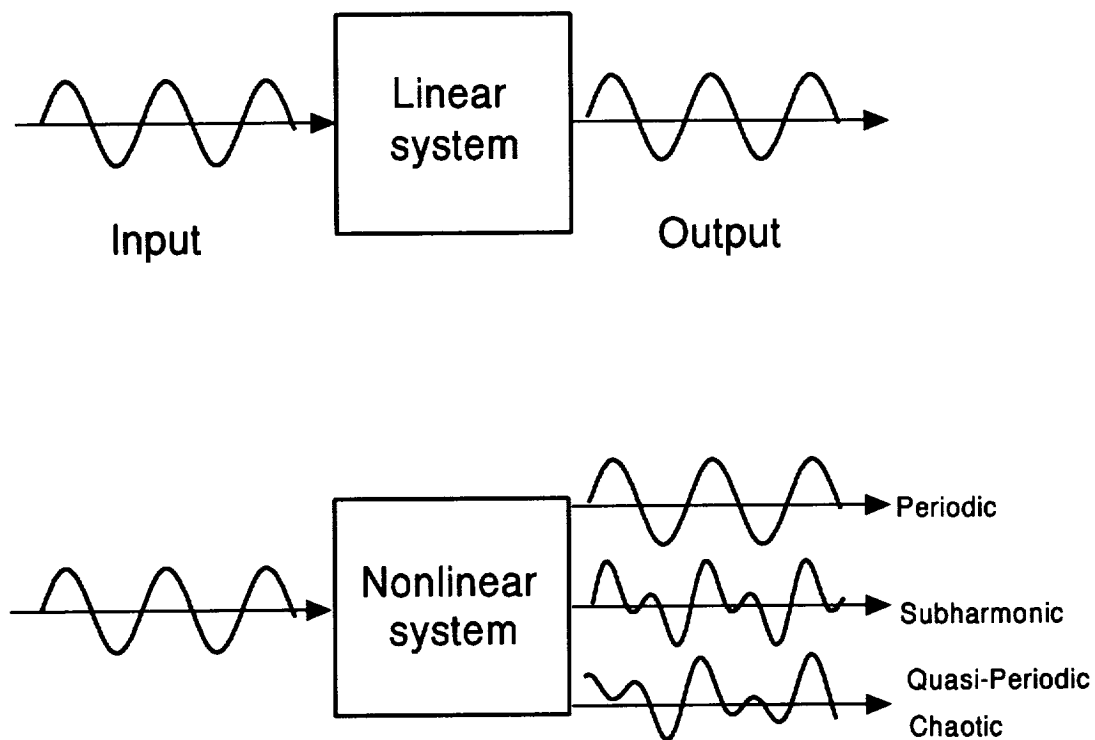 Linear
system
Input
Output
Periodic
Nonlinear
system
Subharmonic
Quasi-Periodic
Chaotic